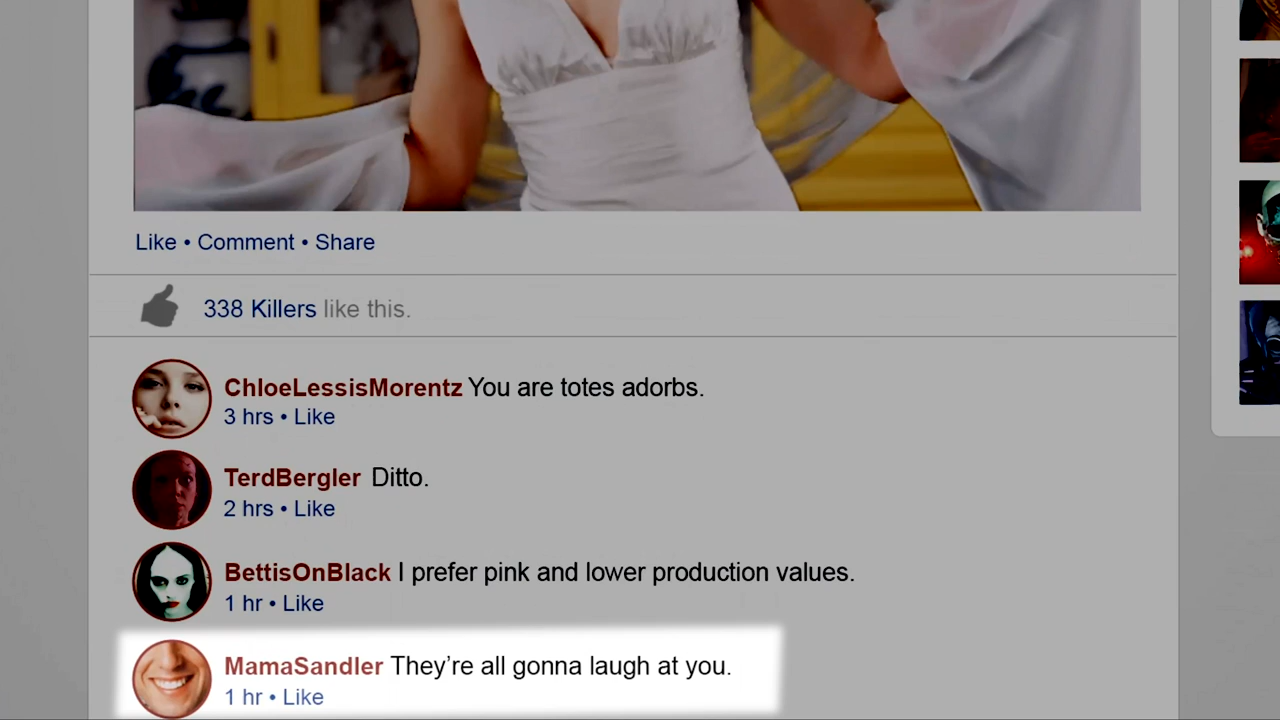 Like • Comment • Share
338 Killers like this.
ChloeLessisMorentz You are totes adorbs.
3 hrs • Like
TerdBergler Ditto.
2 hrs • Like
BettisOnBlack I prefer pink and lower production values.
1 hr • Like
MamaSandler They’re all gonna laugh at you.
1 hr • Like